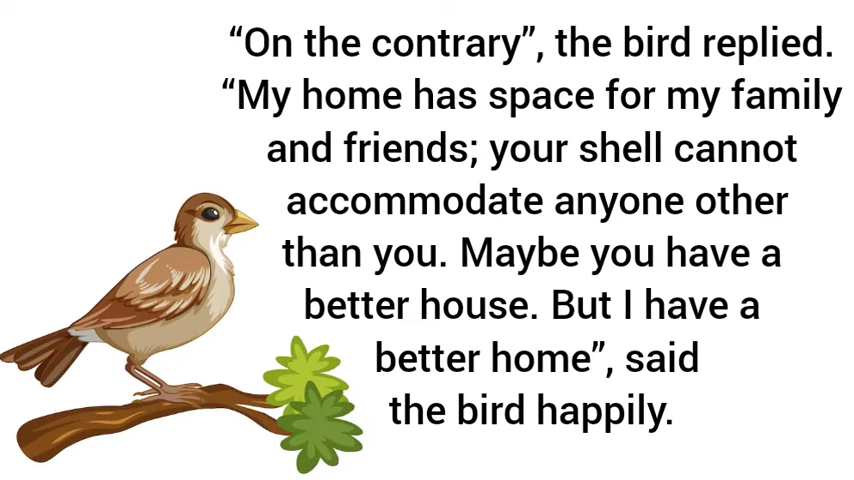 “On the contrary”, the bird replied.
“My home has space for my family
and friends; your shell cannot
accommodate anyone other
than you. Maybe you have a
better house. But I have a
better home”, said
the bird happily.